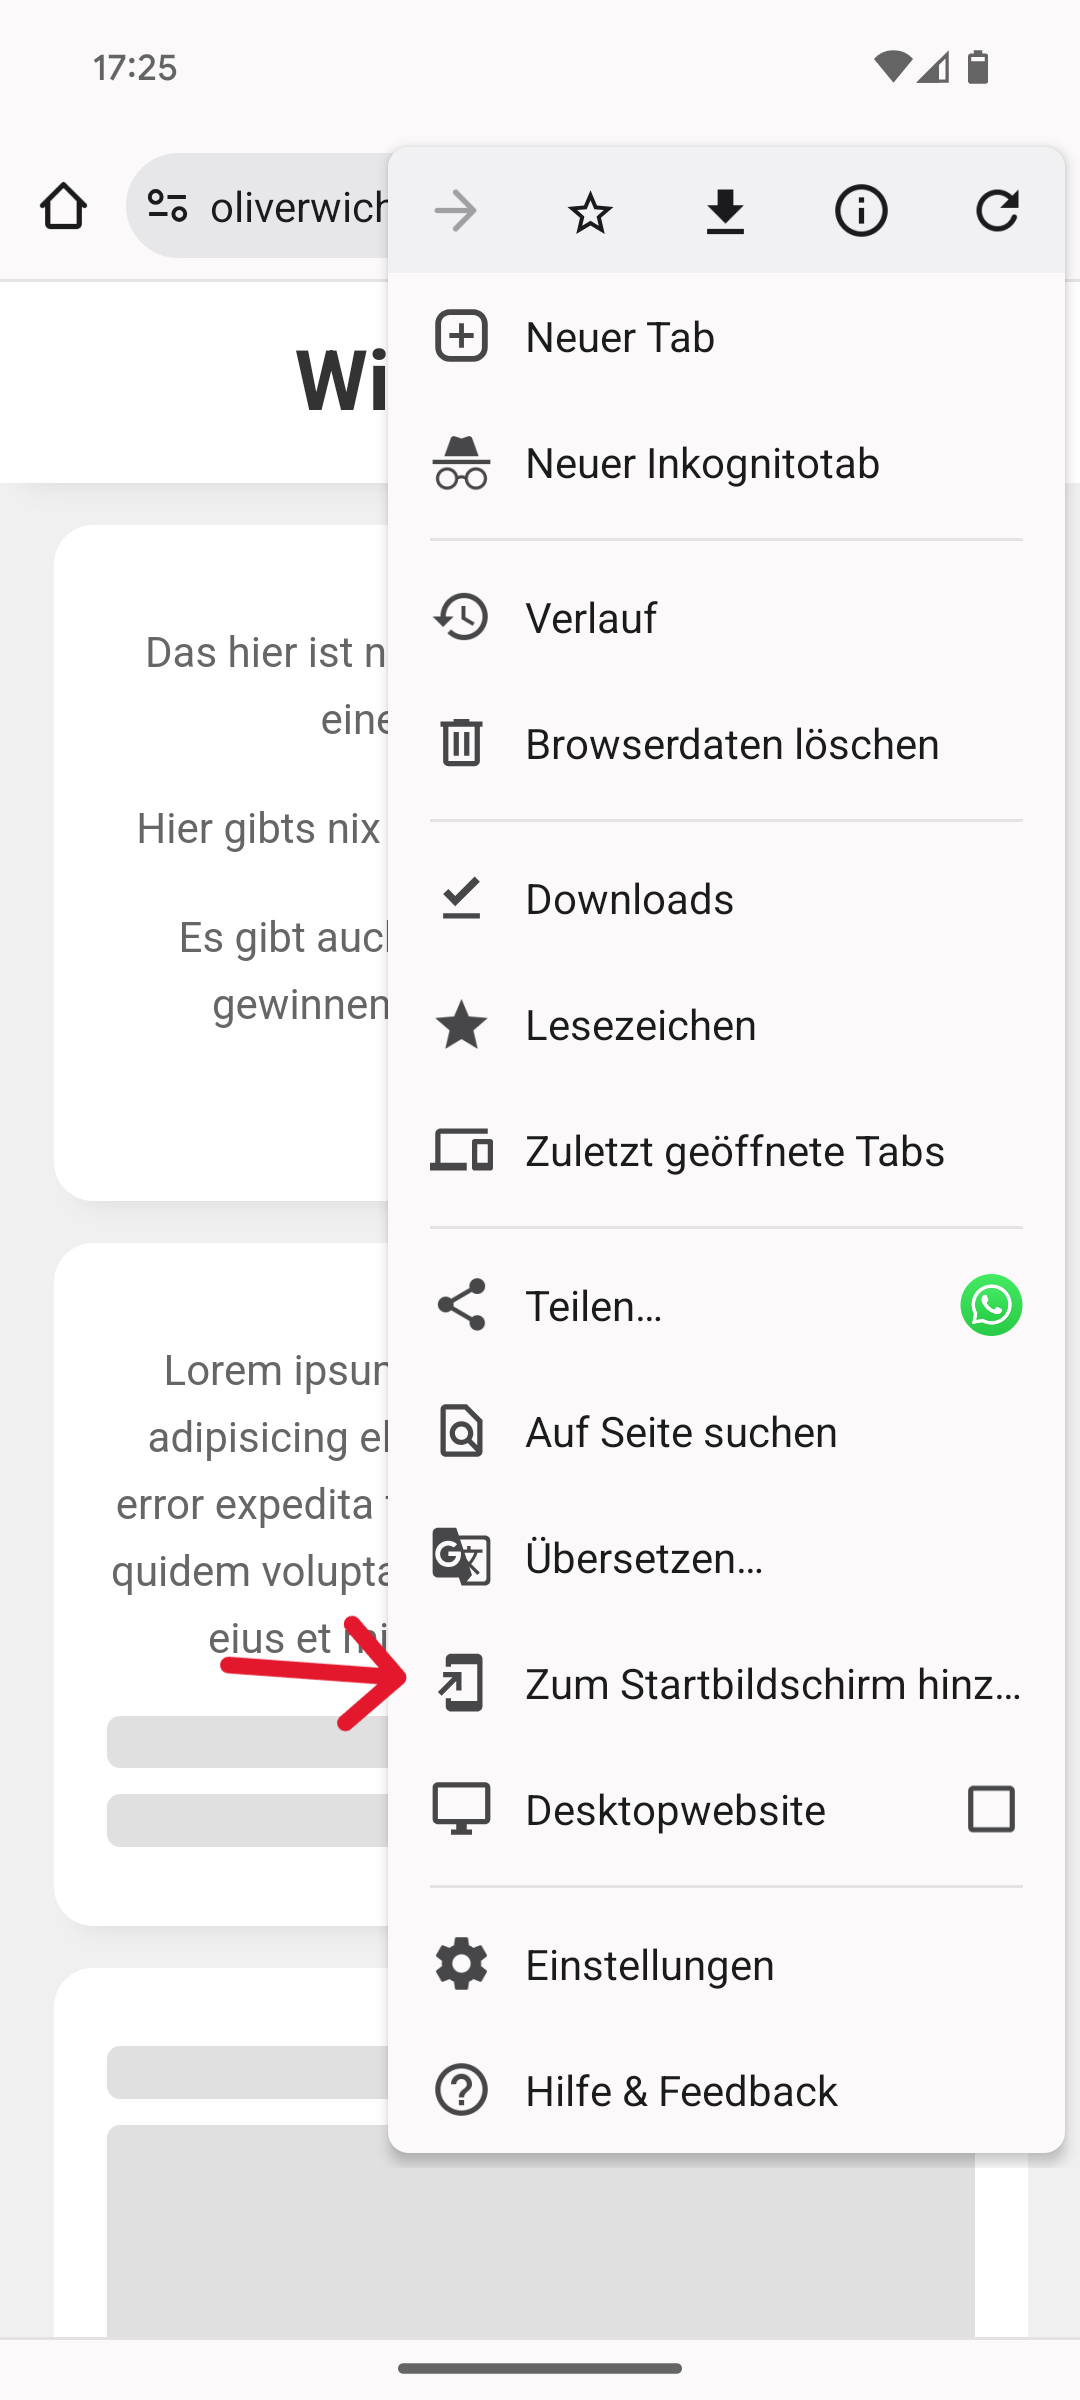 17:25
oliverwich
Neuer Tab
Neuer Inkognitotab
Verlauf
Browserdaten löschen
Downloads
Lesezeichen
Zuletzt geöffnete Tabs
Teilen…
Auf Seite suchen
Übersetzen…
Zum Startbildschirm hinz…
Desktopwebsite
Einstellungen
Hilfe & Feedback
Wi
Das hier ist n
eine
Hier gibts nix
Es gibt auch
gewinnen
Lorem ipsum
adipisicing el
error expedita
quidem volupta
eius et mi